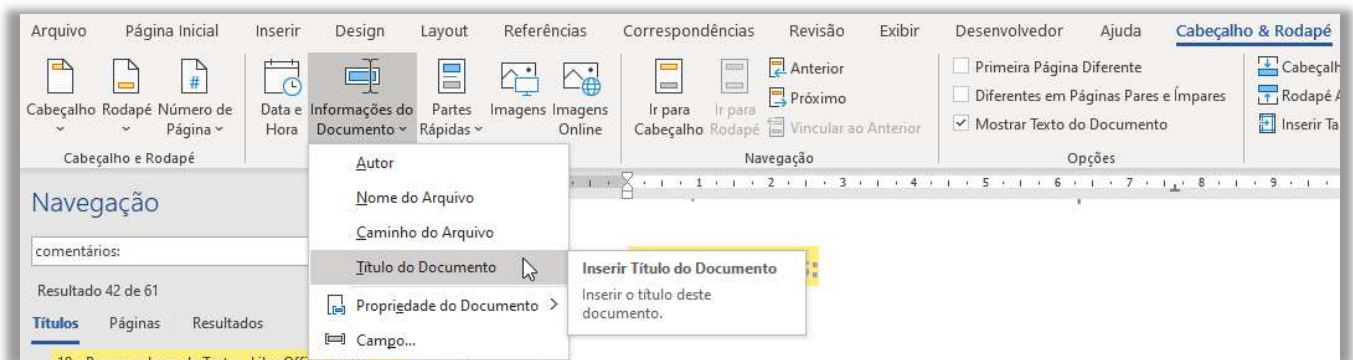 Arquivo Página Inicial Inserir Design Layout Referências Correspondências Revisão Exibir Desenvolvedor Ajuda Cabeçalho & Rodapé
Cabeçalho Rodapé Número de Página
Data e Hora Informações do Documento Partes Rápidas Imagens Imagens Online
Ir para Cabeçalho Ir para Rodapé
Anterior
Próximo
Vincular ao Anterior
Primeira Página Diferente
Diferentes em Páginas Pares e Ímpares
Mostrar Texto do Documento
Rodapé
Inserir
Cabeçalho e Rodapé
Navegação
Opções
Autor
Nome do Arquivo
Caminho do Arquivo
Título do Documento
Propriedade do Documento >
Campo...
1 2 3 4 5 6 7 8 9
Navegação
comentários:
Resultado 42 de 61
Títulos Páginas Resultados
Inserir Título do Documento
Inserir o título deste
documento.